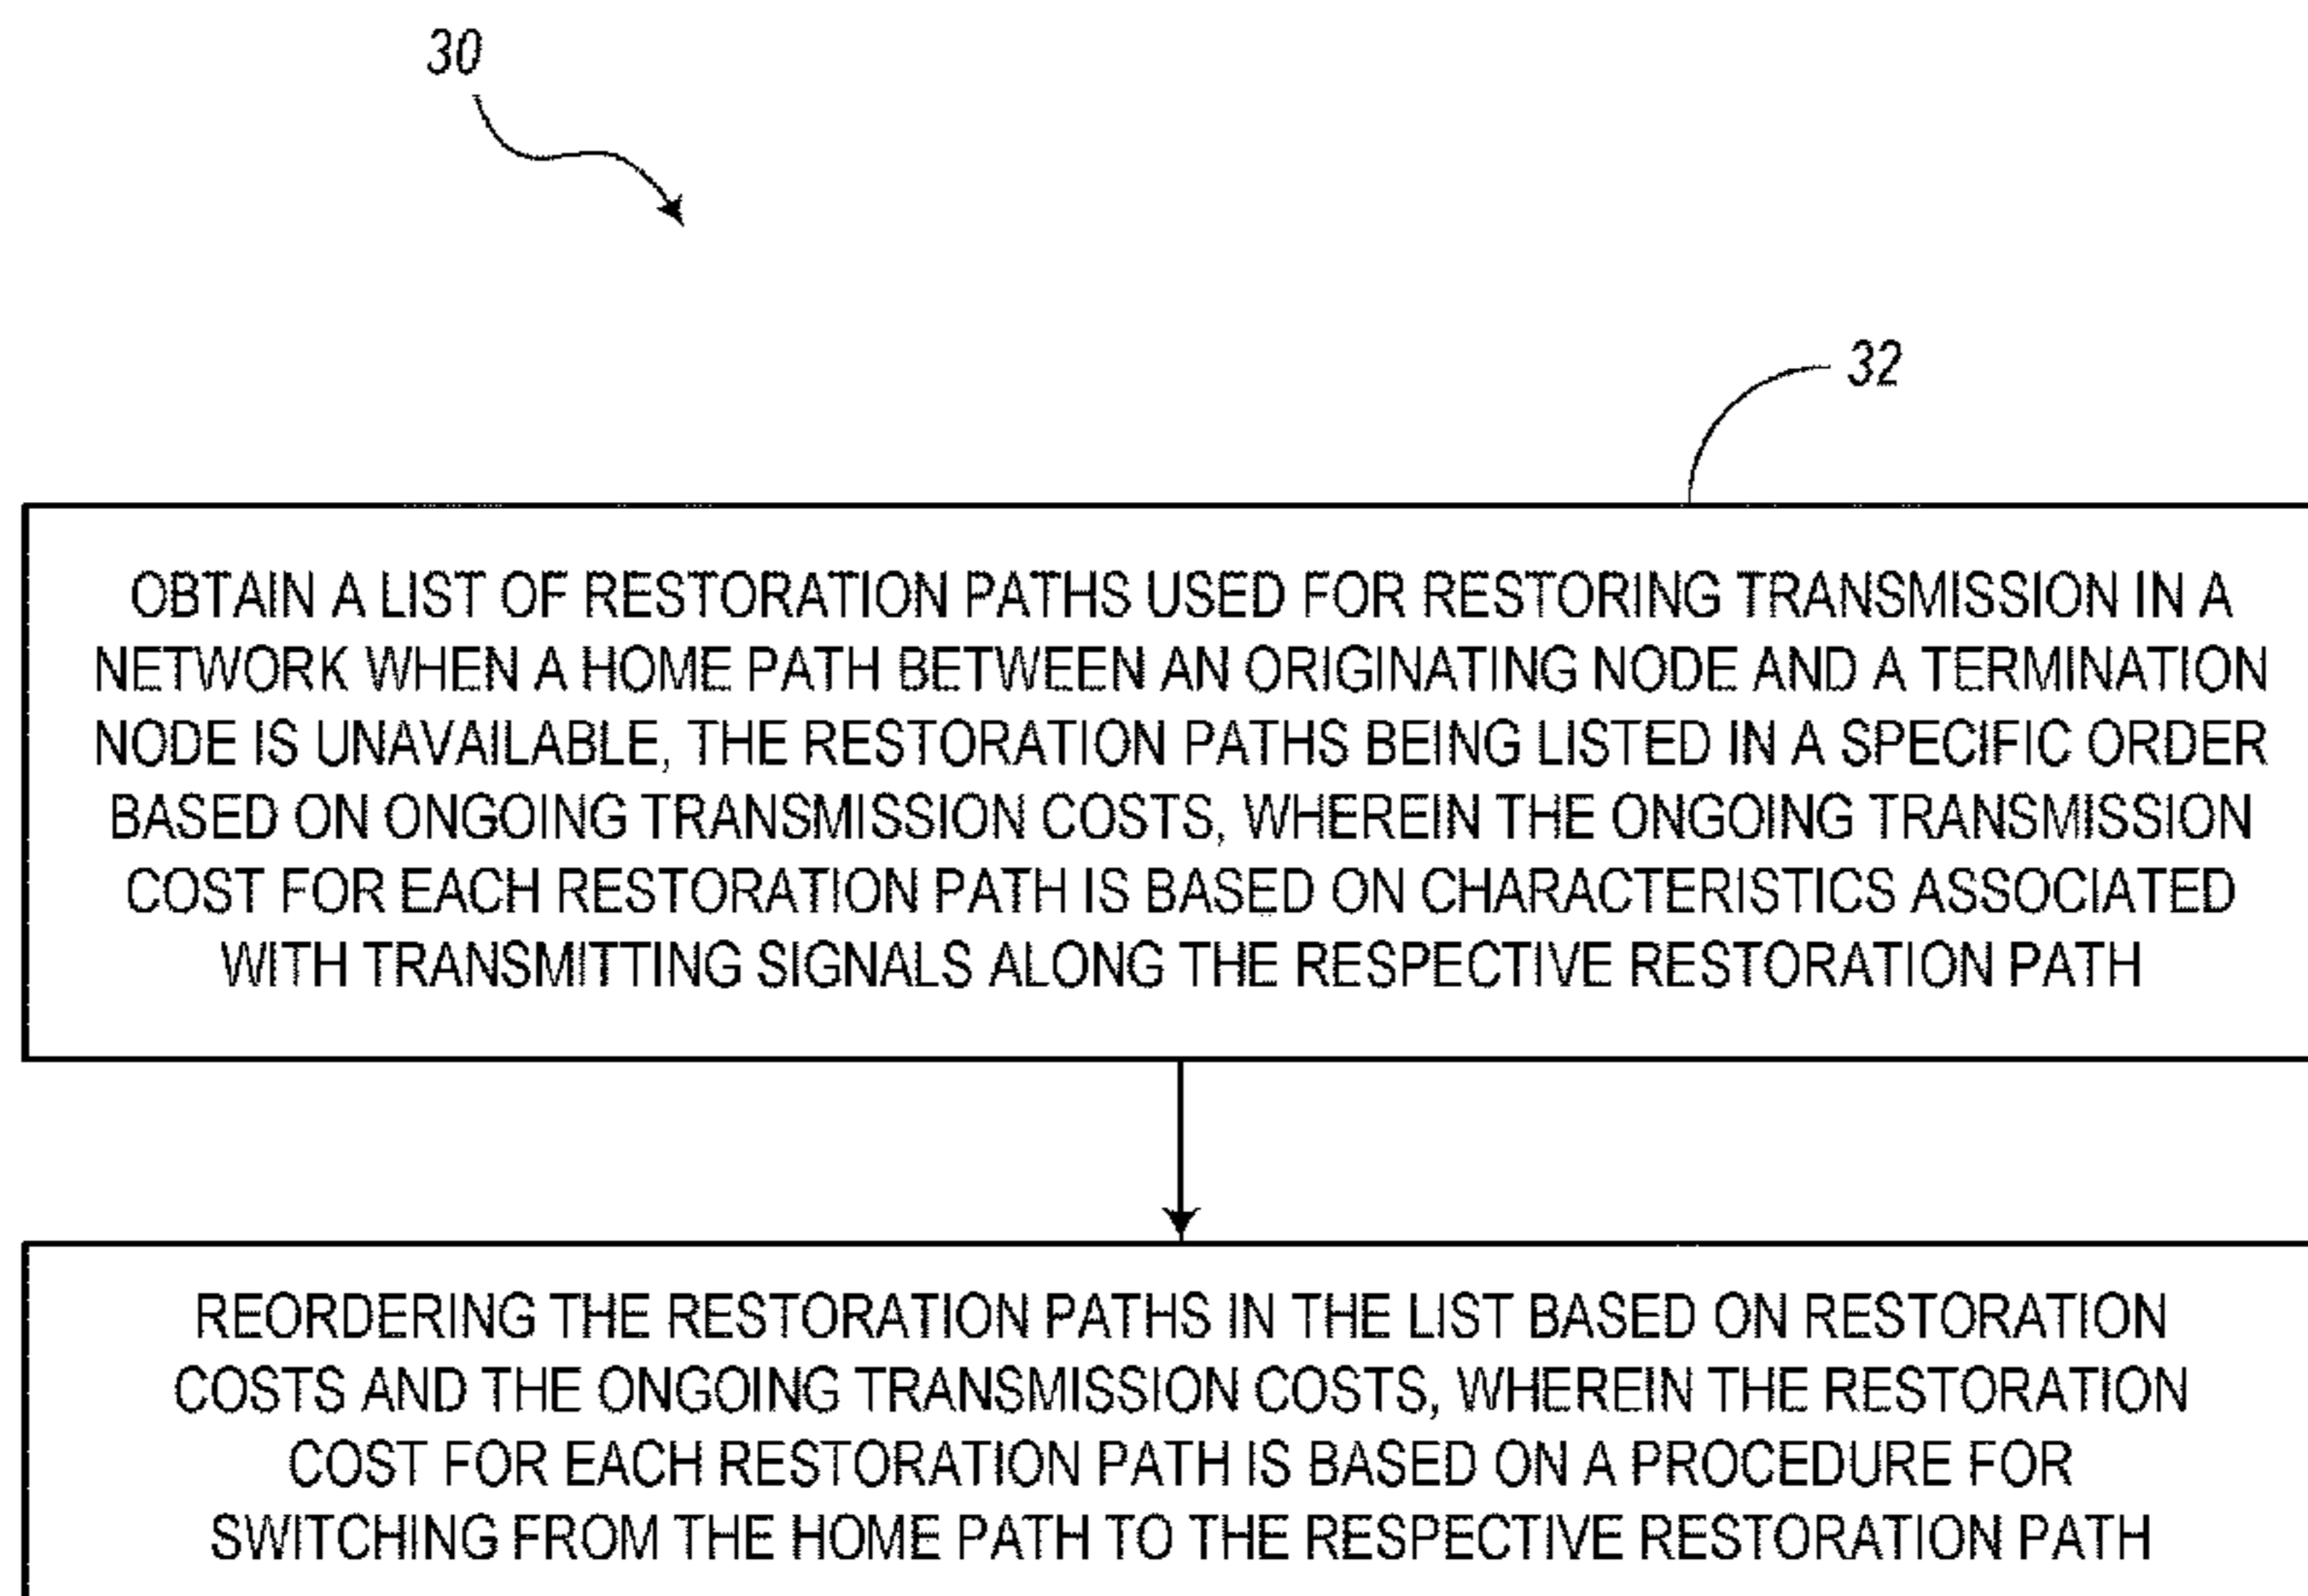 30
32
OBTAIN A LIST OF RESTORATION PATHS USED FOR RESTORING TRANSMISSION IN A
NETWORK WHEN A HOME PATH BETWEEN AN ORIGINATING NODE AND A TERMINATION
NODE IS UNAVAILABLE, THE RESTORATION PATHS BEING LISTED IN A SPECIFIC ORDER
BASED ON ONGOING TRANSMISSION COSTS, WHEREIN THE ONGOING TRANSMISSION
COST FOR EACH RESTORATION PATH IS BASED ON CHARACTERISTICS ASSOCIATED
WITH TRANSMITTING SIGNALS ALONG THE RESPECTIVE RESTORATION PATH
REORDERING THE RESTORATION PATHS IN THE LIST BASED ON RESTORATION
COSTS AND THE ONGOING TRANSMISSION COSTS, WHEREIN THE RESTORATION
COST FOR EACH RESTORATION PATH IS BASED ON A PROCEDURE FOR
SWITCHING FROM THE HOME PATH TO THE RESPECTIVE RESTORATION PATH